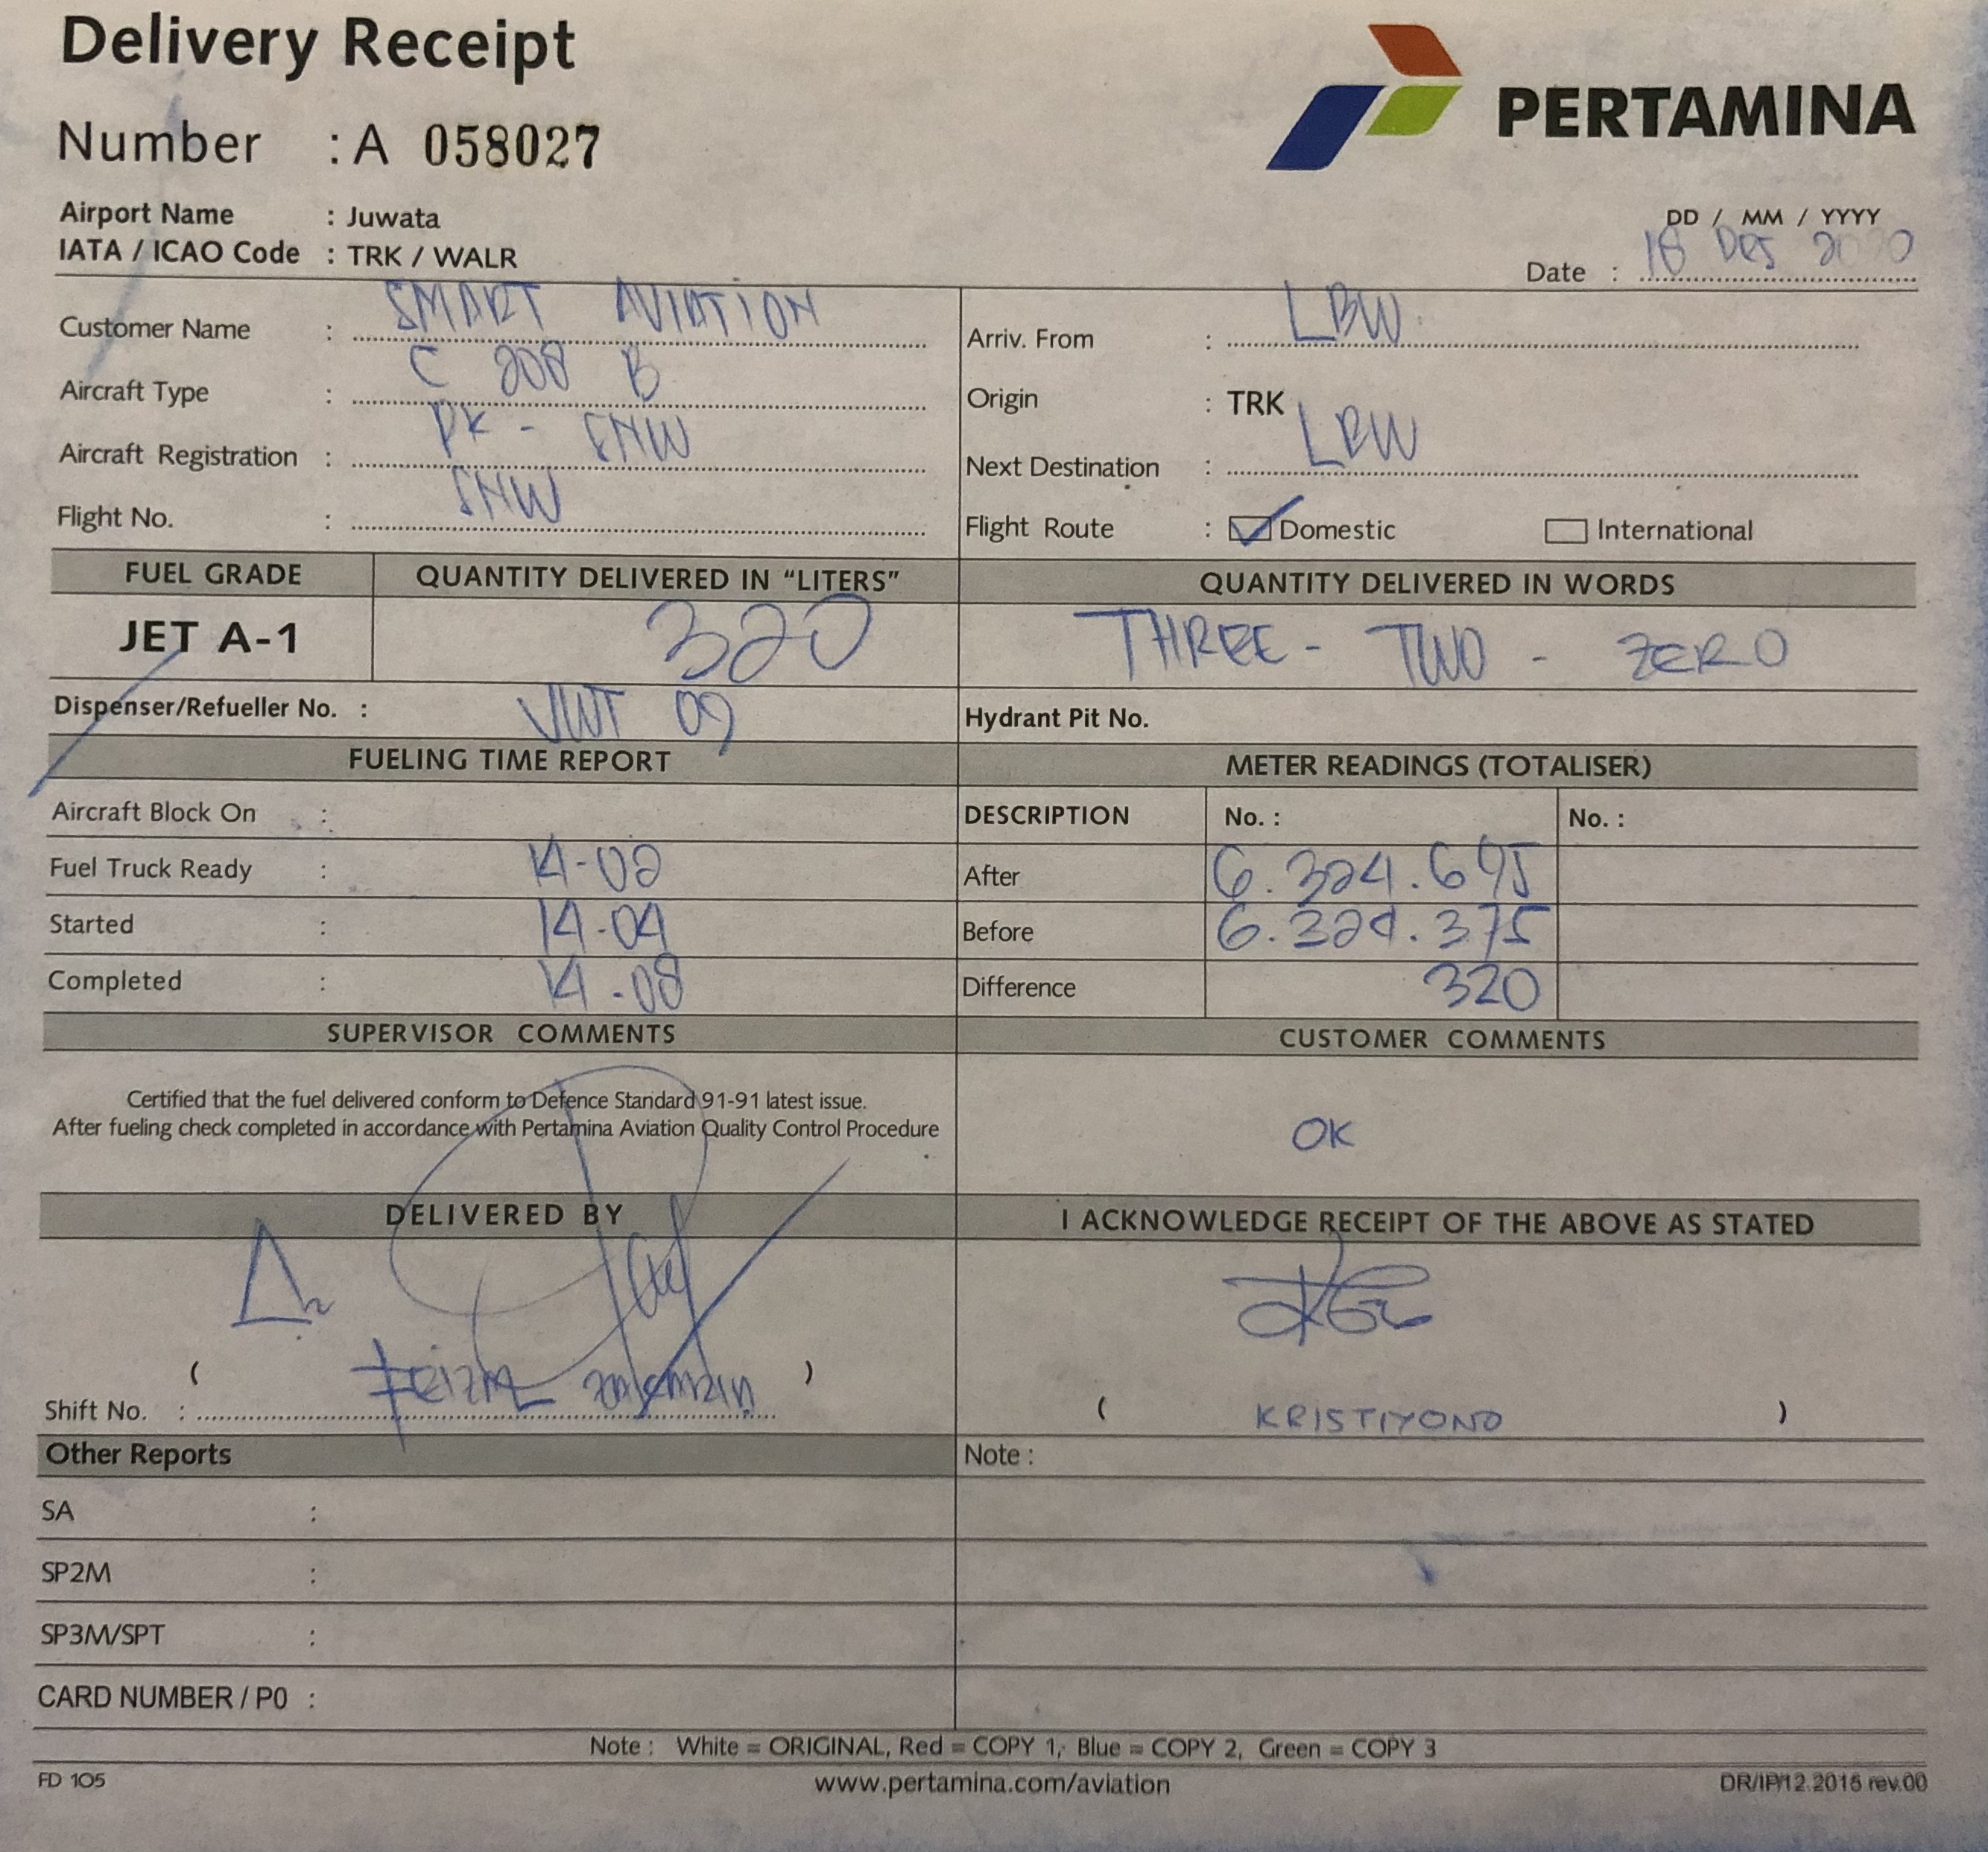 Delivery Receipt
PERTAMINA
Number : A 058027
Airport Name : Juwata
IATA / ICAO Code : TRK / WALR
DD / MM / YYYY
Date : 18 DES 2020
Customer Name : SMART AVIATION
Arriv. From : LBW
Aircraft Type : C 208 B
Origin : TRK
Aircraft Registration : PK - SNW
Next Destination : LBW
Flight No. : SNW
Flight Route : Domestic International
FUEL GRADE QUANTITY DELIVERED IN “LITERS” QUANTITY DELIVERED IN WORDS
JET A-1 320 THREE - TWO - ZERO
Dispenser/Refueller No. : JWT 09 Hydrant Pit No.
FUELING TIME REPORT METER READINGS (TOTALISER)
Aircraft Block On : DESCRIPTION No. : No. :
Fuel Truck Ready : 14-02 After 6.324.695
Started : 14-04 Before 6.324.375
Completed : 14-08 Difference 320
SUPERVISOR COMMENTS CUSTOMER COMMENTS
Certified that the fuel delivered conform to Defence Standard 91-91 latest issue.
After fueling check completed in accordance with Pertamina Aviation Quality Control Procedure
OK
DELIVERED BY I ACKNOWLEDGE RECEIPT OF THE ABOVE AS STATED
( )
Shift No. :
( KRISTIYONO )
Other Reports Note :
SA :
SP2M :
SP3M/SPT :
CARD NUMBER / P0 :
Note : White = ORIGINAL, Red = COPY 1, Blue = COPY 2, Green = COPY 3
FD 105 www.pertamina.com/aviation DR/IP/12.2015 rev.00